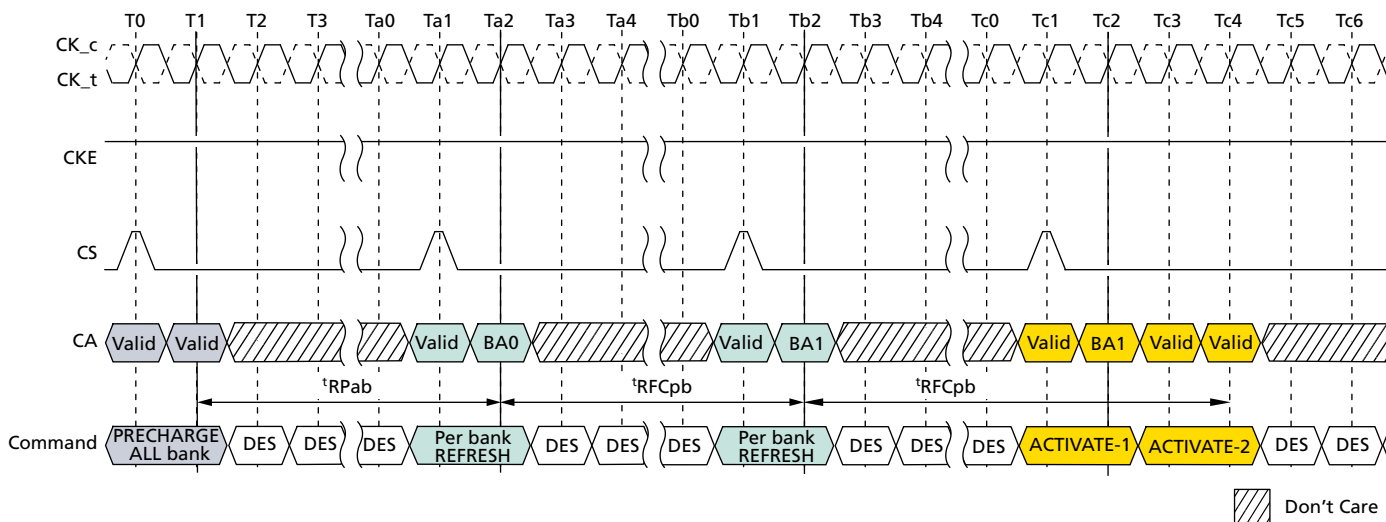 T0 T1 T2 T3 Ta0 Ta1 Ta2 Ta3 Ta4 Tb0 Tb1 Tb2 Tb3 Tb4 Tc0 Tc1 Tc2 Tc3 Tc4 Tc5 Tc6
CK_c
CK_t
CKE
CS
CA Valid Valid Valid BA0 Valid BA1 Valid BA1 Valid Valid
tRPab tRFCpb tRFCpb
Command PRECHARGE ALL bank DES DES DES Per bank REFRESH DES DES DES Per bank REFRESH DES DES DES ACTIVATE-1 ACTIVATE-2 DES DES
Don't Care